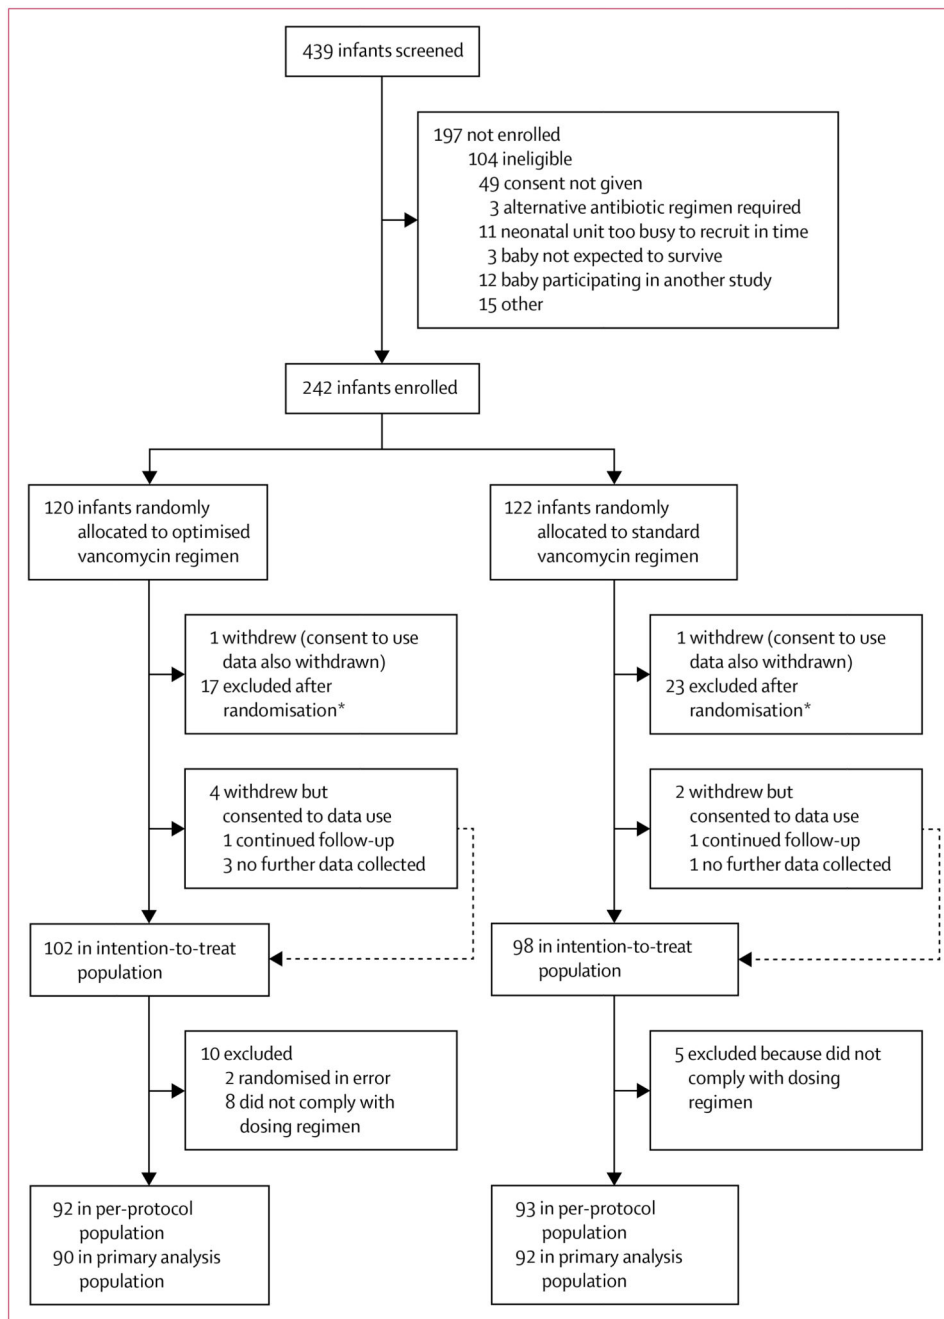 439 infants screened
197 not enrolled
104 ineligible
49 consent not given
3 alternative antibiotic regimen required
11 neonatal unit too busy to recruit in time
3 baby not expected to survive
12 baby participating in another study
15 other
242 infants enrolled
120 infants randomly
allocated to optimised
vancomycin regimen
122 infants randomly
allocated to standard
vancomycin regimen
1 withdrew (consent to use
data also withdrawn)
17 excluded after
randomisation*
1 withdrew (consent to use
data also withdrawn)
23 excluded after
randomisation*
4 withdrew but
consented to data use
1 continued follow-up
3 no further data collected
2 withdrew but
consented to data use
1 continued follow-up
1 no further data collected
102 in intention-to-treat
population
98 in intention-to-treat
population
10 excluded
2 randomised in error
8 did not comply with
dosing regimen
5 excluded because did not
comply with dosing
regimen
92 in per-protocol
population
90 in primary analysis
population
93 in per-protocol
population
92 in primary analysis
population